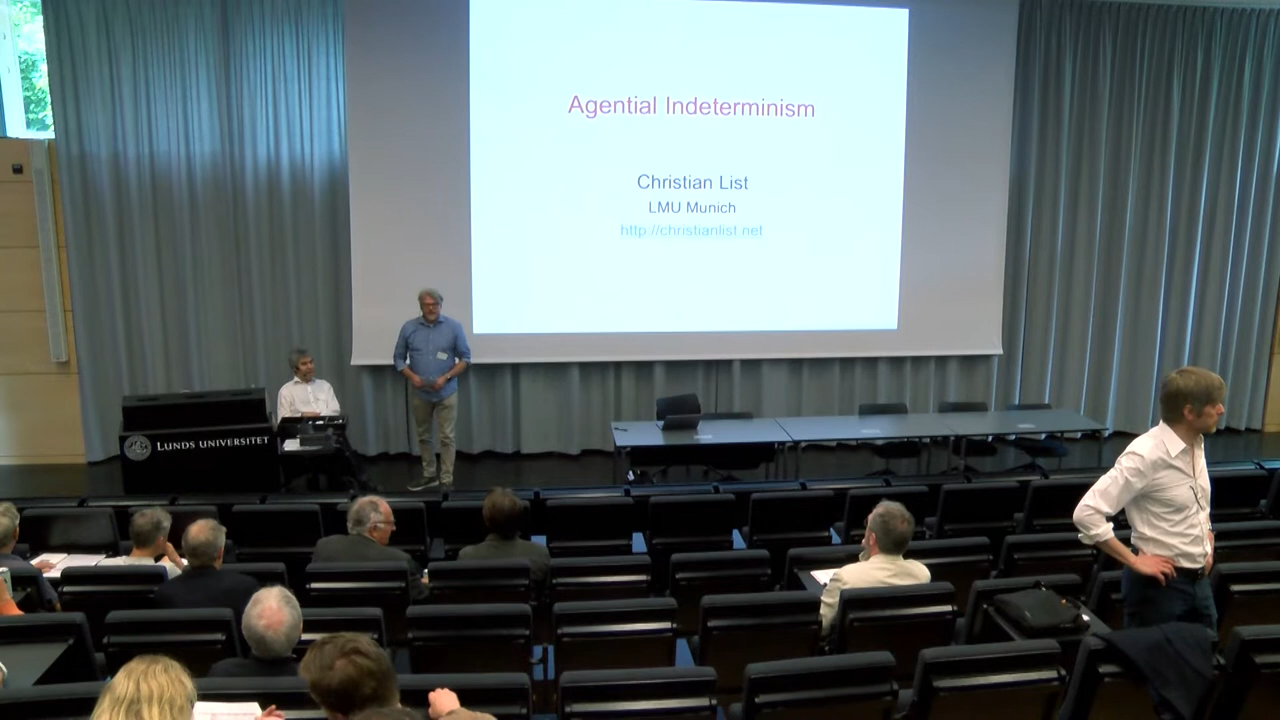 Agential Indeterminism
Christian List
LMU Munich
http://christianlist.net
LUNDS UNIVERSITET